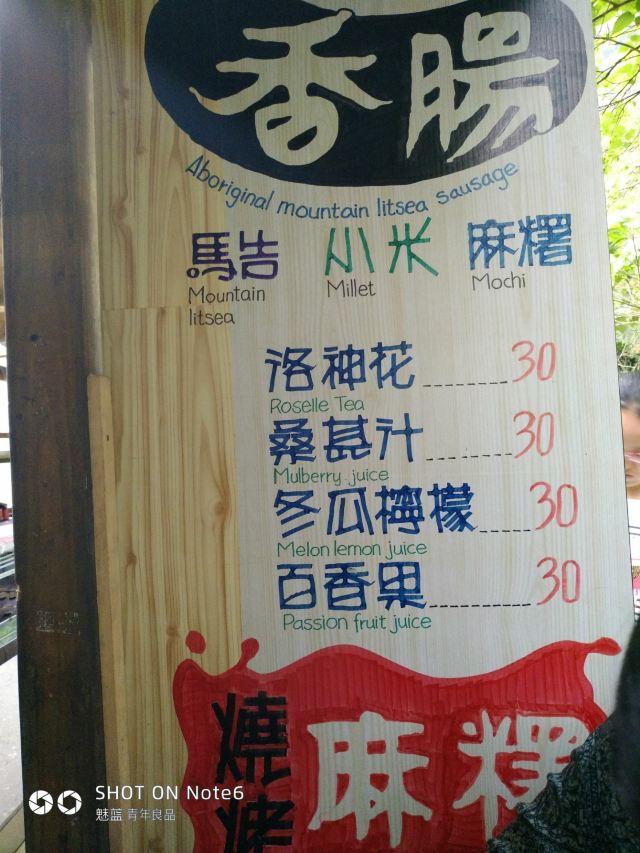 香腸
Aboriginal mountain litsea sausage
馬告 小米 麻糬
Mountain litsea Millet Mochi
洛神花 30
Roselle Tea
桑葚汁 30
Mulberry juice
冬瓜檸檬 30
Melon lemon juice
百香果 30
Passion fruit juice
燒烤
麻糬
SHOT ON Note6
魅蓝 青年良品